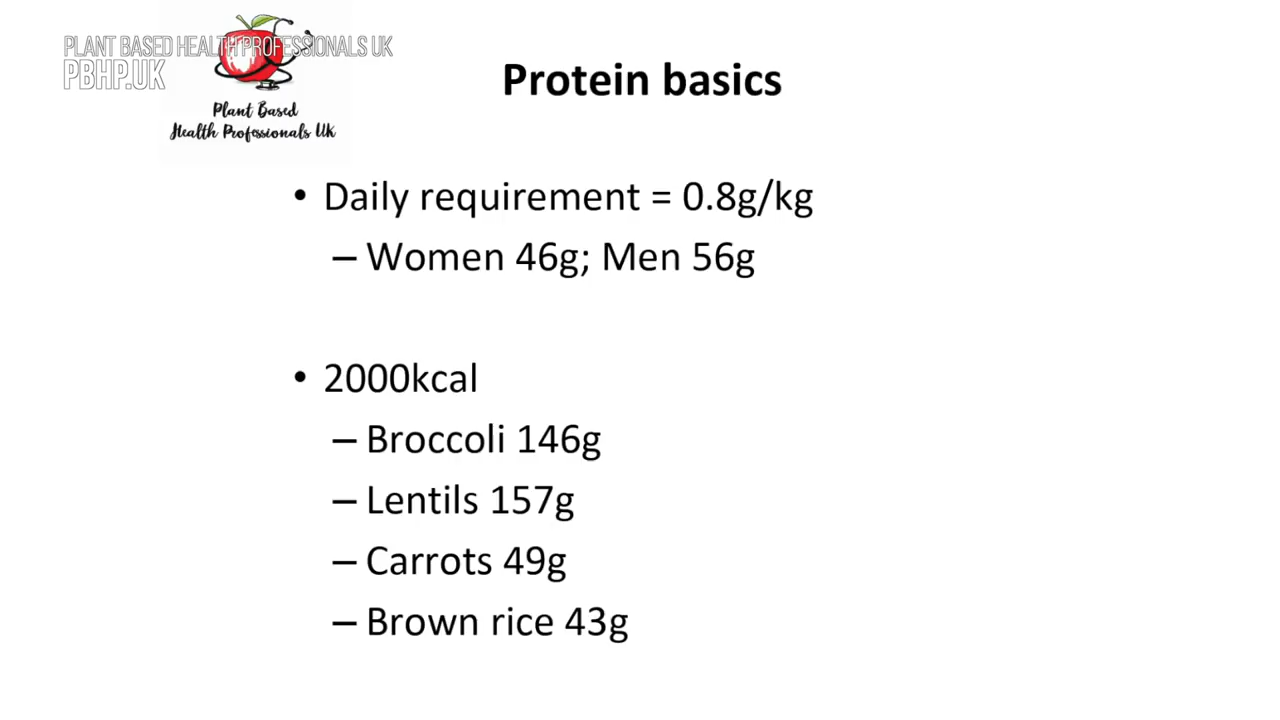 PLANT BASED HEALTH PROFESSIONALS UK
PBHP.UK
Plant Based
Health Professionals UK
Protein basics
• Daily requirement = 0.8g/kg
– Women 46g; Men 56g
• 2000kcal
– Broccoli 146g
– Lentils 157g
– Carrots 49g
– Brown rice 43g